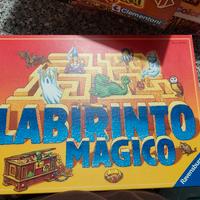 Clementoni
LABIRINTO
MAGICO
Ravensburger